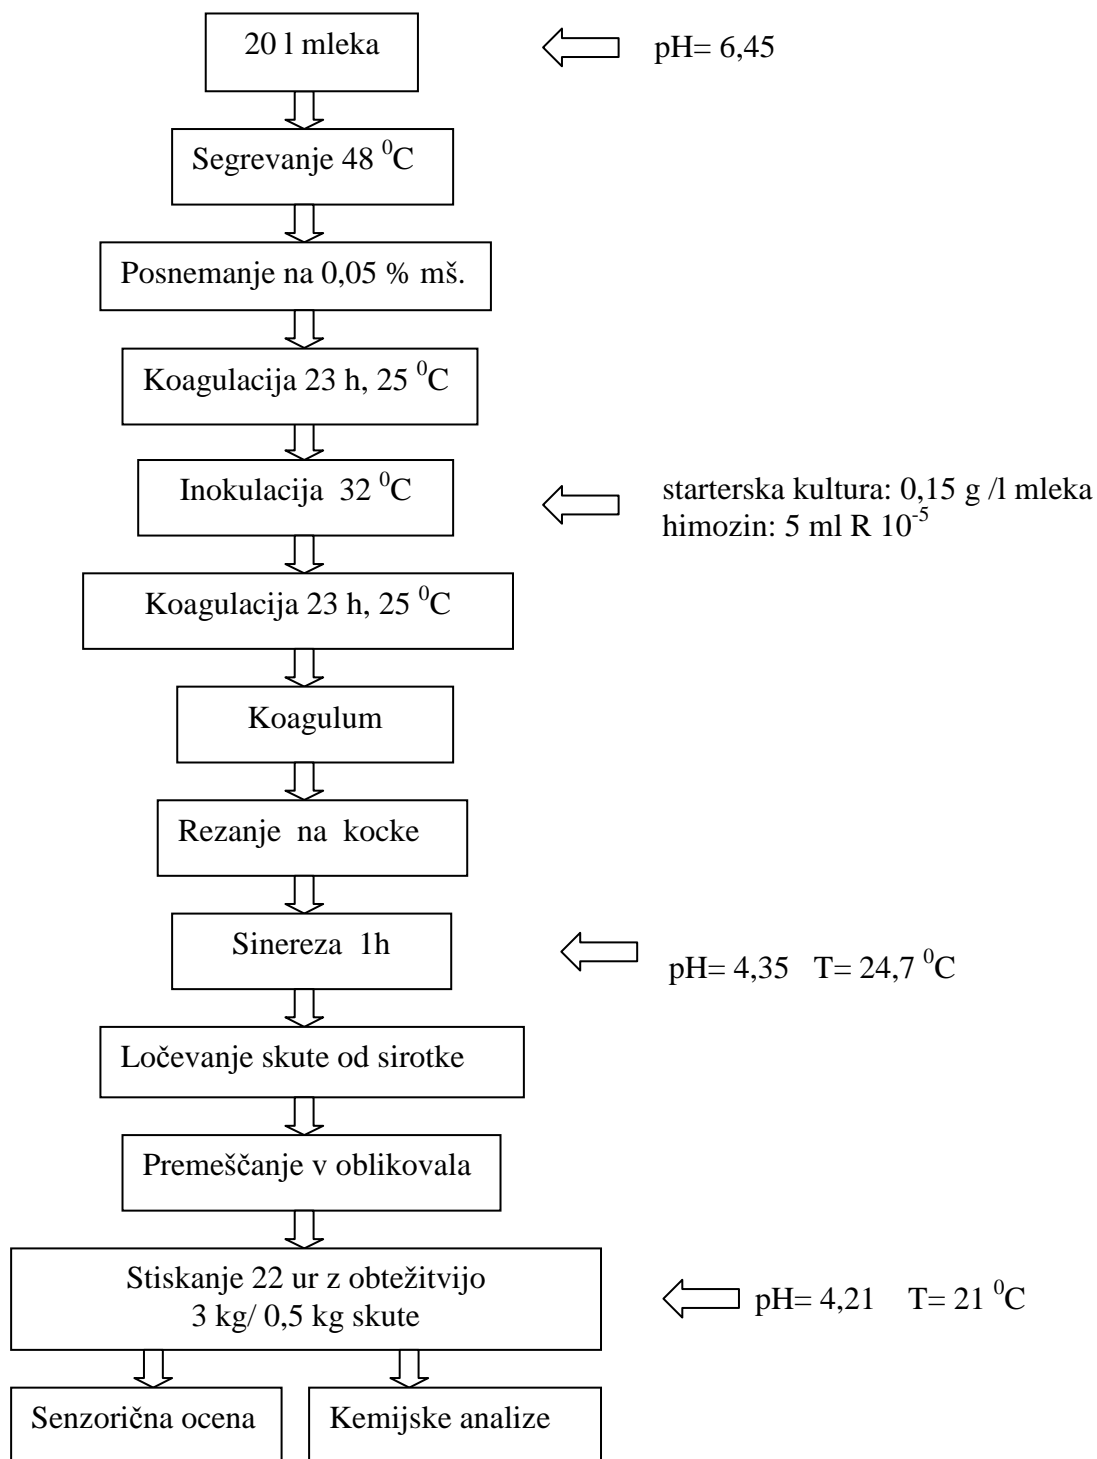 20 l mleka
pH= 6,45
Segrevanje 48 ⁰C
Posnemanje na 0,05 % mš.
Koagulacija 23 h, 25 ⁰C
Inokulacija 32 ⁰C
starterska kultura: 0,15 g /l mleka
himozin: 5 ml R 10⁻⁵
Koagulacija 23 h, 25 ⁰C
Koagulum
Rezanje na kocke
Sinereza 1h
pH= 4,35 T= 24,7 ⁰C
Ločevanje skute od sirotke
Premeščanje v oblikovala
Stiskanje 22 ur z obtežitvijo
3 kg/ 0,5 kg skute
pH= 4,21 T= 21 ⁰C
Senzorična ocena
Kemijske analize